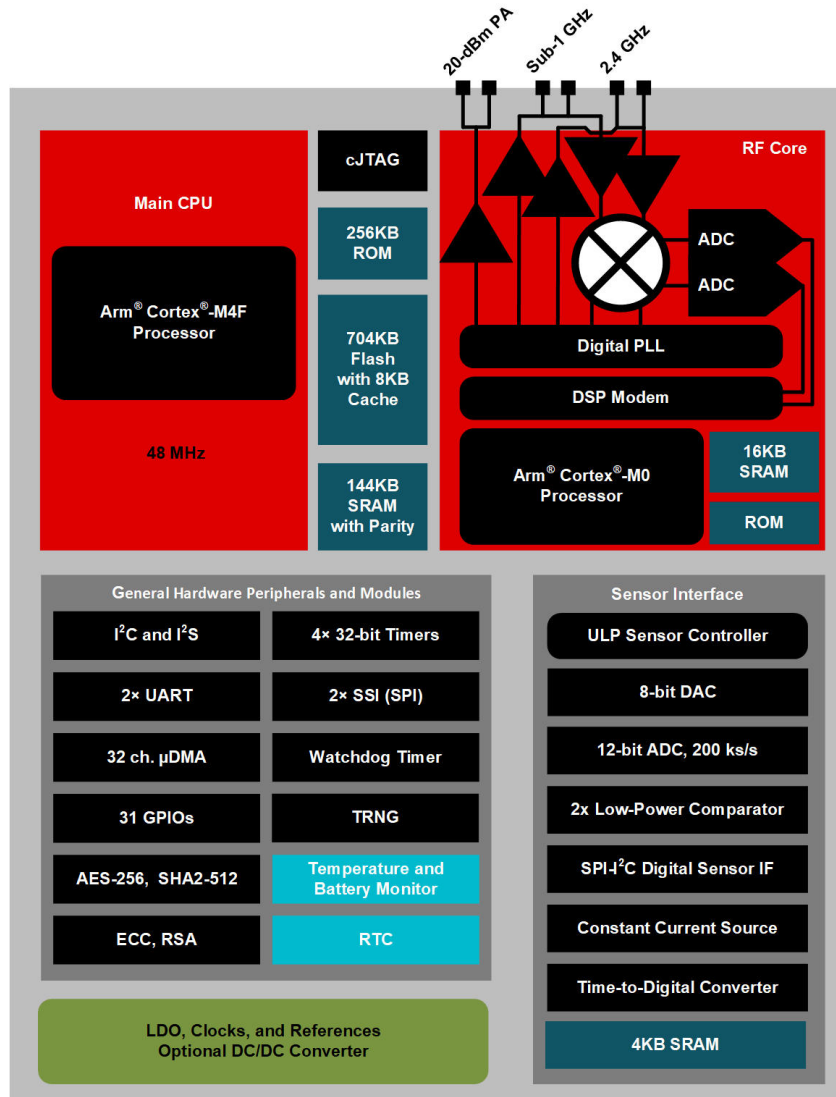 20-dBm PA
Sub-1 GHz
2.4 GHz
Main CPU
Arm® Cortex®-M4F
Processor
48 MHz
cJTAG
256KB
ROM
704KB
Flash
with 8KB
Cache
144KB
SRAM
with Parity
RF Core
ADC
ADC
Digital PLL
DSP Modem
Arm® Cortex®-M0
Processor
16KB
SRAM
ROM
General Hardware Peripherals and Modules
I²C and I²S
4× 32-bit Timers
2× UART
2× SSI (SPI)
32 ch. µDMA
Watchdog Timer
31 GPIOs
TRNG
AES-256, SHA2-512
Temperature and
Battery Monitor
ECC, RSA
RTC
LDO, Clocks, and References
Optional DC/DC Converter
Sensor Interface
ULP Sensor Controller
8-bit DAC
12-bit ADC, 200 ks/s
2x Low-Power Comparator
SPI-I²C Digital Sensor IF
Constant Current Source
Time-to-Digital Converter
4KB SRAM